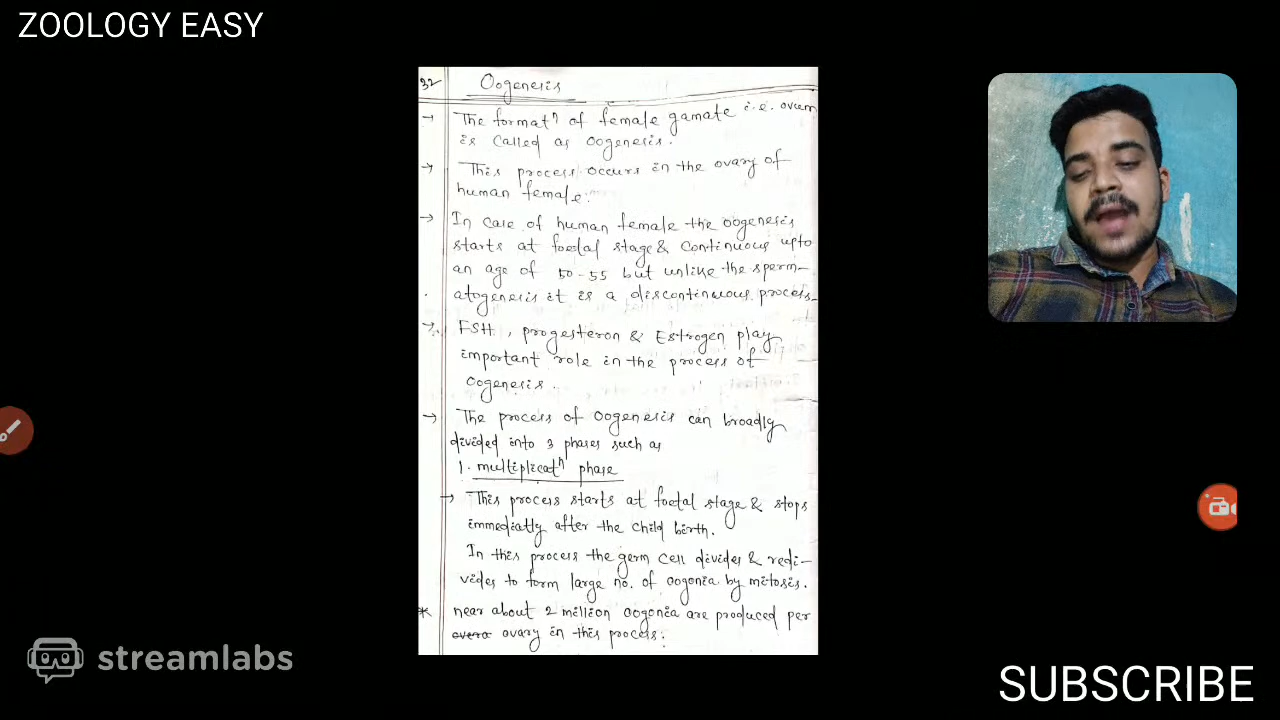 ZOOLOGY EASY
32 Oogenesis
→ The formatⁿ of female gamate i.e. ovum
is called as oogenesis.
→ This process occurs in the ovary of
human female.
→ In case of human female the oogenesis
starts at foetal stage & continuous upto
an age of 50-55 but unlike the sperm-
atogenesis it is a discontinuous process.
→ FSH, progesteron & Estrogen play
important role in the process of
oogenesis.
→ The process of oogenesis can broadly
divided into 3 phases such as
1. multiplicatⁿ phase
→ This process starts at foetal stage & stops
immediatly after the child birth.
In this process the germ cell divides & redi-
vides to form large no. of oogonia by mitosis.
* near about 2 million oogonia are produced per
ovary in this process.
streamlabs
SUBSCRIBE